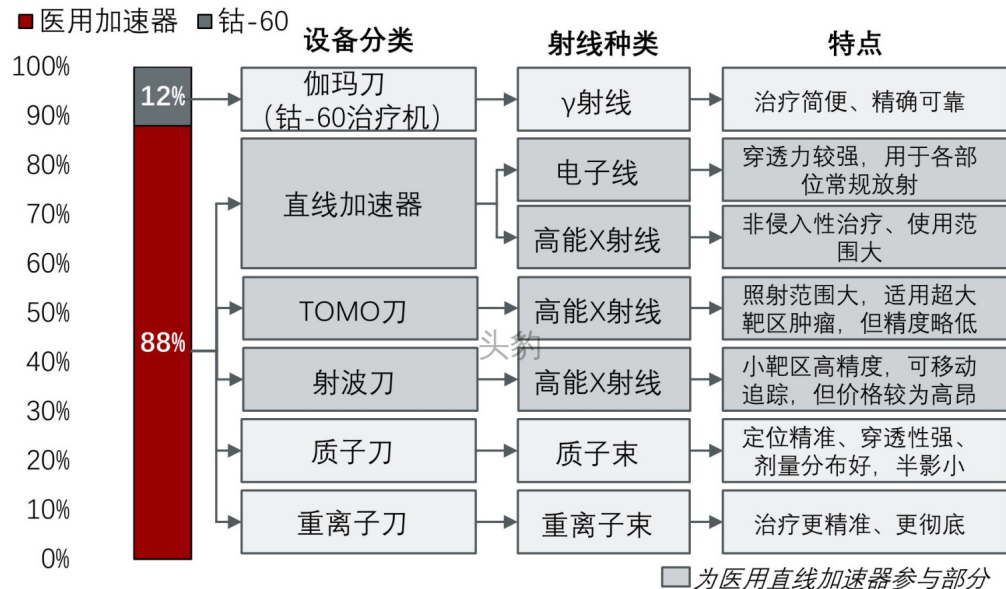 医用加速器 钴-60
设备分类 射线种类 特点
100%
90%
80%
70%
60%
50%
40%
30%
20%
10%
0%
12%
88%
伽玛刀
（钴-60治疗机）
γ射线
治疗简便、精确可靠
直线加速器
电子线
穿透力较强，用于各部
位常规放射
高能X射线
非侵入性治疗、使用范
围大
TOMO刀
高能X射线
照射范围大，适用超大
靶区肿瘤，但精度略低
射波刀
高能X射线
小靶区高精度，可移动
追踪，但价格较为高昂
质子刀
质子束
定位精准、穿透性强、
剂量分布好，半影小
重离子刀
重离子束
治疗更精准、更彻底
头豹
为医用直线加速器参与部分